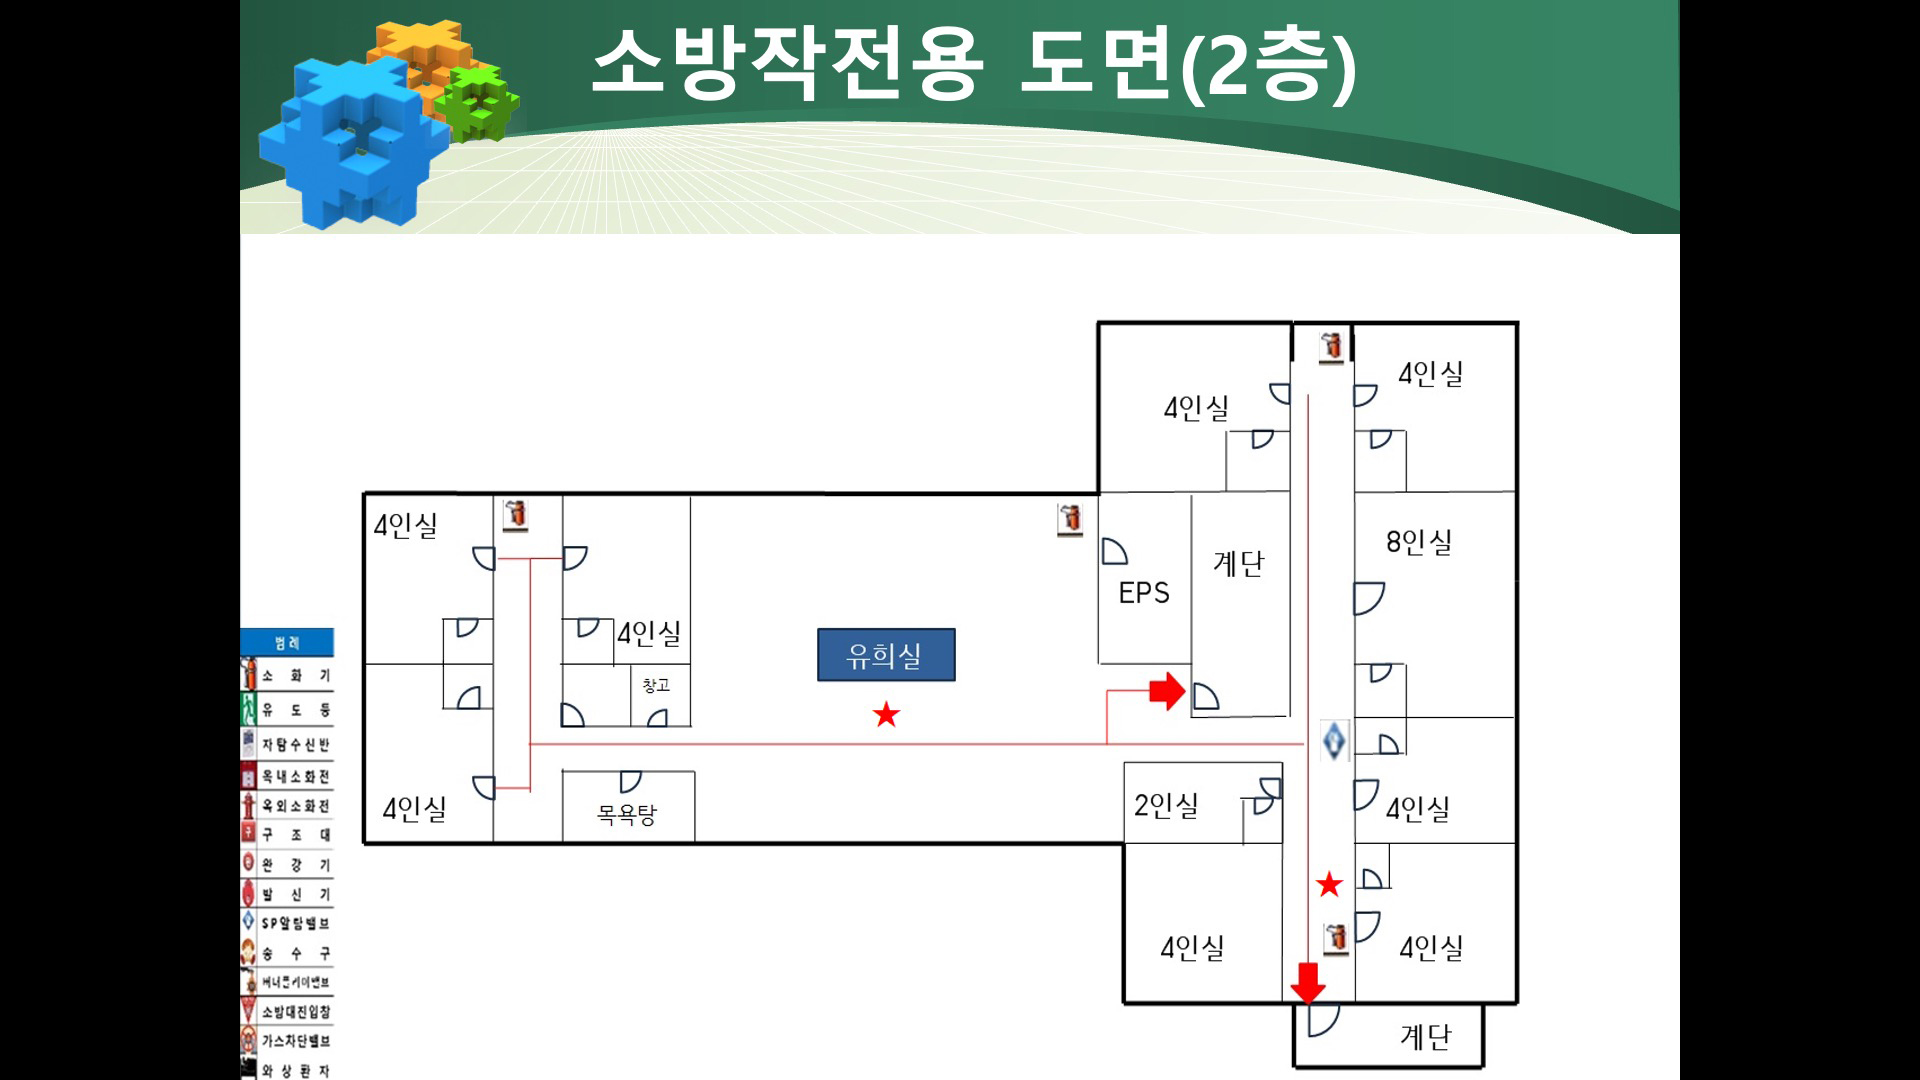 소방작전용 도면(2층)
4인실
4인실
4인실
8인실
계단
EPS
4인실
유희실
창고
4인실
목욕탕
2인실
4인실
4인실
4인실
계단
범 례
소 화 기
유 도 등
자탐수신반
옥내소화전
옥외소화전
구 조 대
완 강 기
발 신 기
SP알람밸브
송 수 구
버너플라이밸브
소방대진입창
가스차단밸브
와 상 환 자